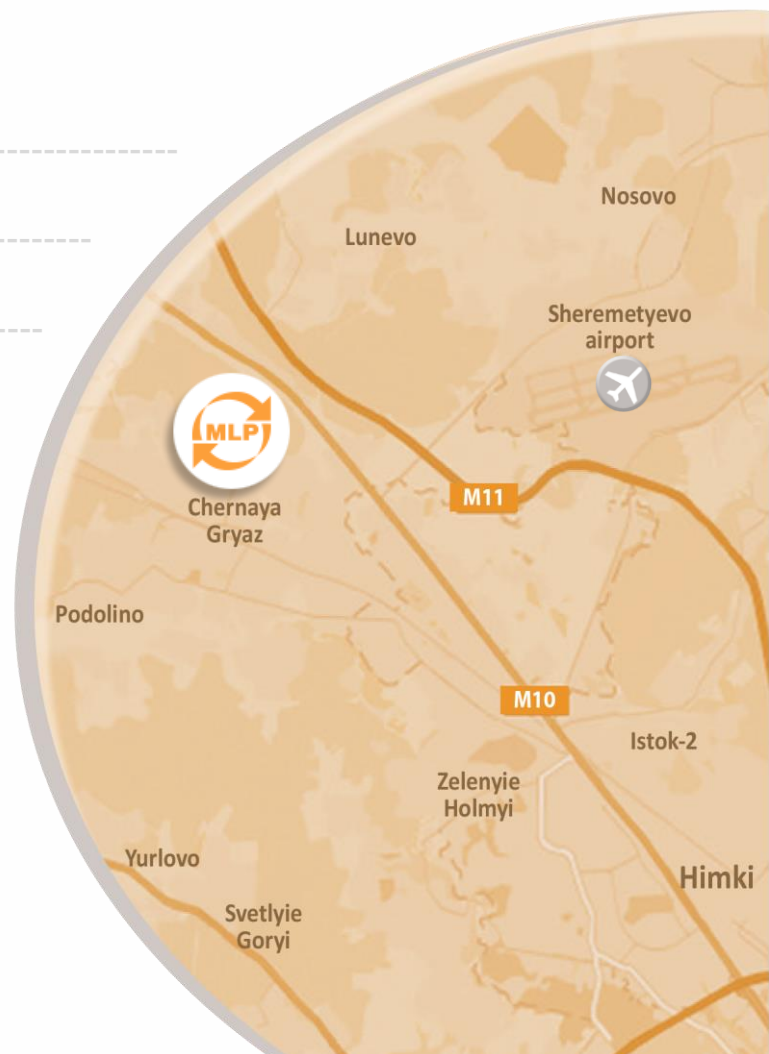 Nosovo
Lunevo
Sheremetyevo
airport
MLP
M11
Chernaya
Gryaz
Podolino
M10
Istok-2
Zelenyie
Holmyi
Yurlovo
Himki
Svetlyie
Goryi